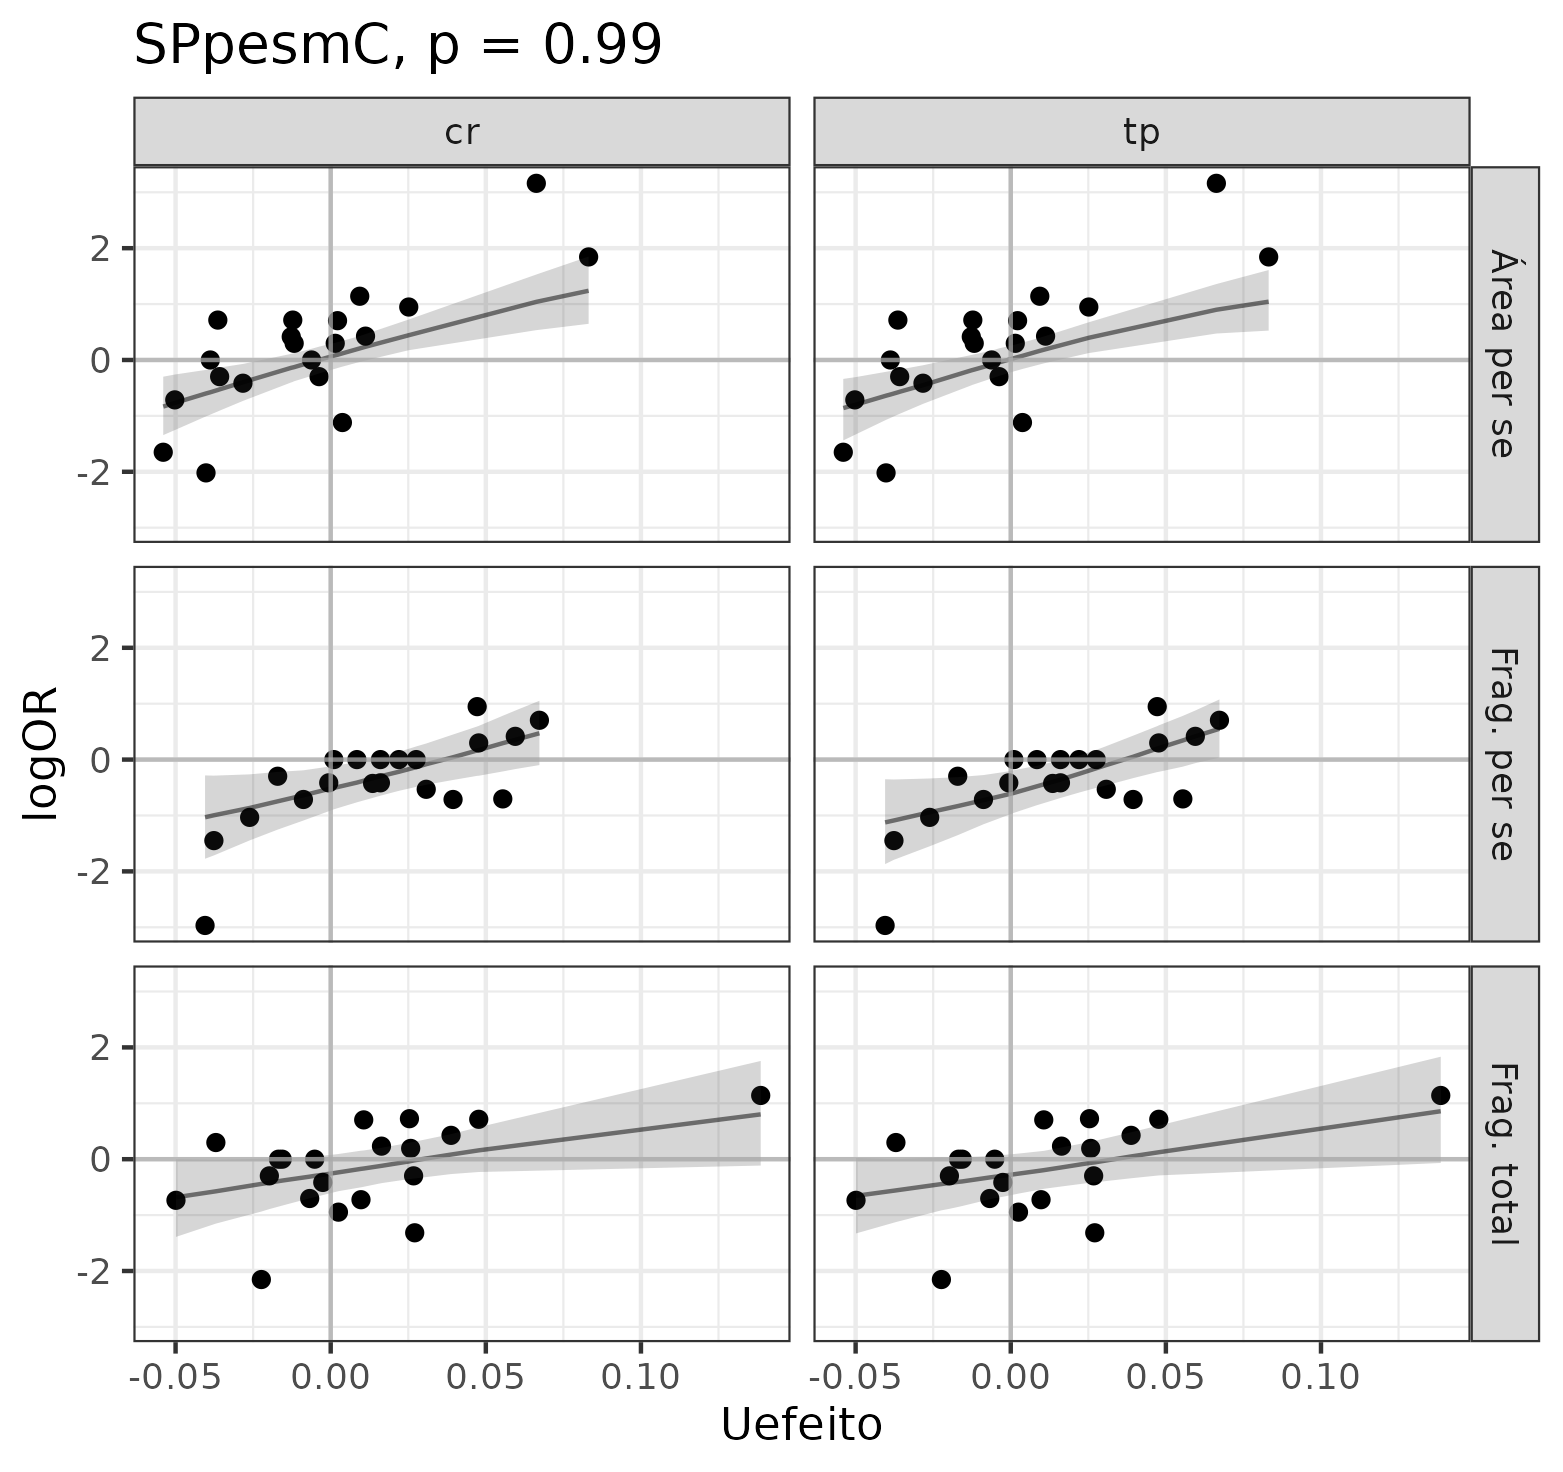 SPpesmC, p = 0.99
cr
tp
2
0
-2
Área per se
logOR
2
0
-2
Frag. per se
2
0
-2
Frag. total
-0.05 0.00 0.05 0.10 -0.05 0.00 0.05 0.10
Uefeito